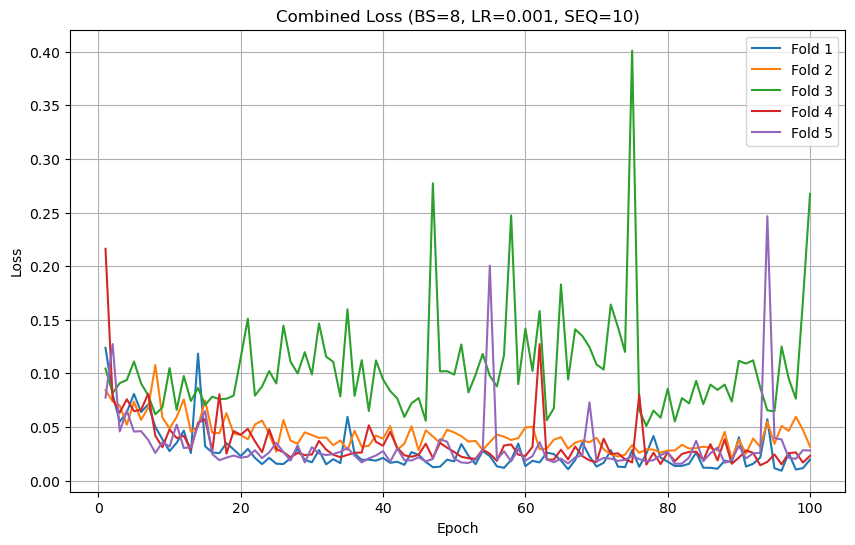 Combined Loss (BS=8, LR=0.001, SEQ=10)
Fold 1
Fold 2
Fold 3
Fold 4
Fold 5
Loss
0.40
0.35
0.30
0.25
0.20
0.15
0.10
0.05
0.00
0 20 40 60 80 100
Epoch